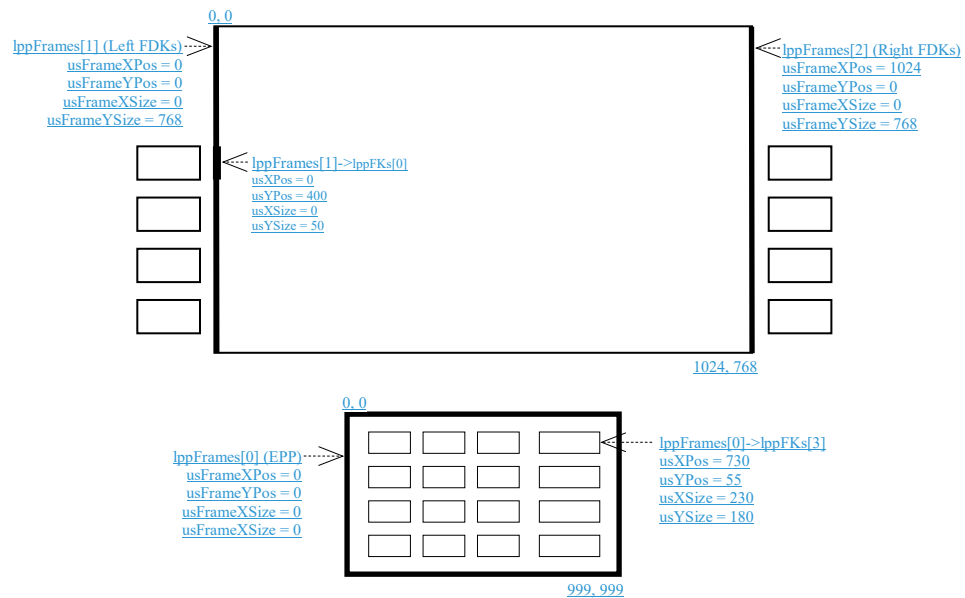 0, 0
lppFrames[1] (Left FDKs)
usFrameXPos = 0
usFrameYPos = 0
usFrameXSize = 0
usFrameYSize = 768
lppFrames[2] (Right FDKs)
usFrameXPos = 1024
usFrameYPos = 0
usFrameXSize = 0
usFrameYSize = 768
lppFrames[1]->lppFKs[0]
usXPos = 0
usYPos = 400
usXSize = 0
usYSize = 50
1024, 768
0, 0
lppFrames[0] (EPP)
usFrameXPos = 0
usFrameYPos = 0
usFrameXSize = 0
usFrameXSize = 0
lppFrames[0]->lppFKs[3]
usXPos = 730
usYPos = 55
usXSize = 230
usYSize = 180
999, 999